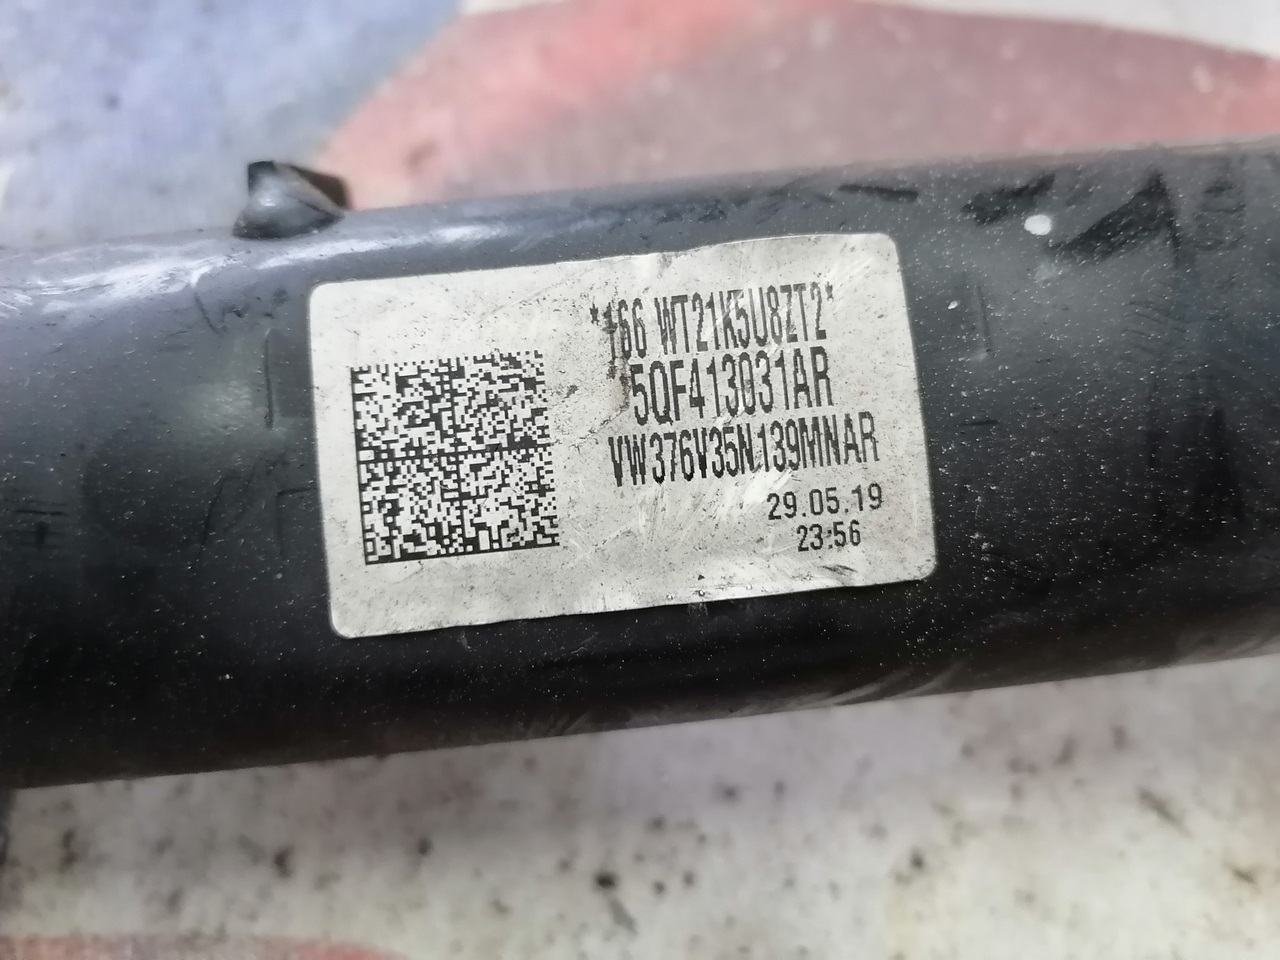 *166 WT21K5U8ZT2*
*5QF413031AR
VW376V35N139MNAR
29.05.19
23:56